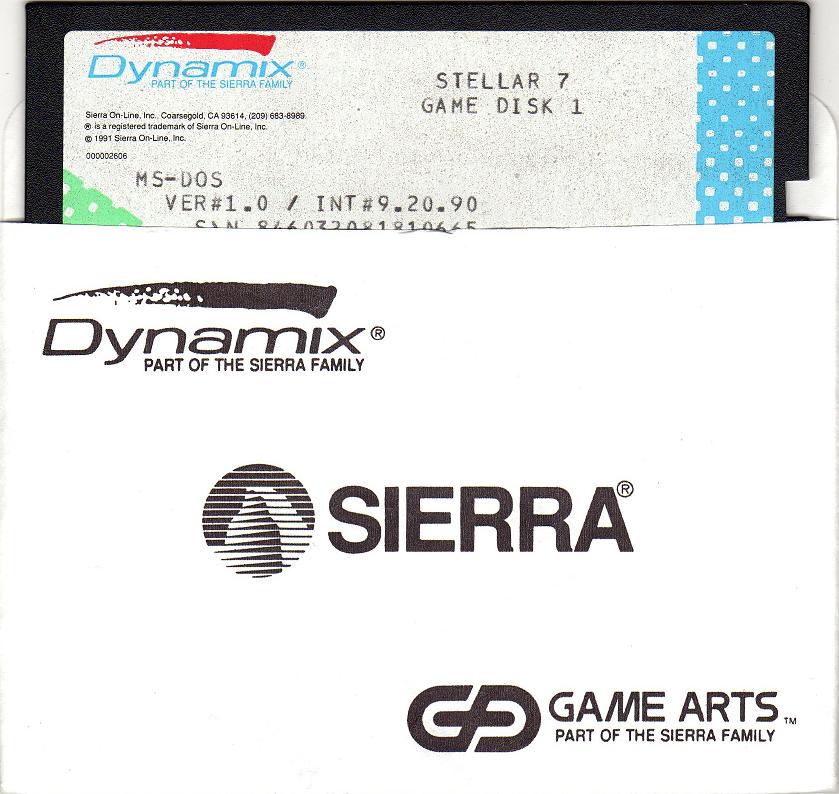 Dynamix®
PART OF THE SIERRA FAMILY
STELLAR 7
GAME DISK 1
Sierra On-Line, Inc., Coarsegold, CA 93614, (209) 683-8989.
® is a registered trademark of Sierra On-Line, Inc.
© 1991 Sierra On-Line, Inc.
000002606
MS-DOS
VER#1.0 / INT#9.20.90
S\N
Dynamix®
PART OF THE SIERRA FAMILY
SIERRA®
GAME ARTS™
PART OF THE SIERRA FAMILY